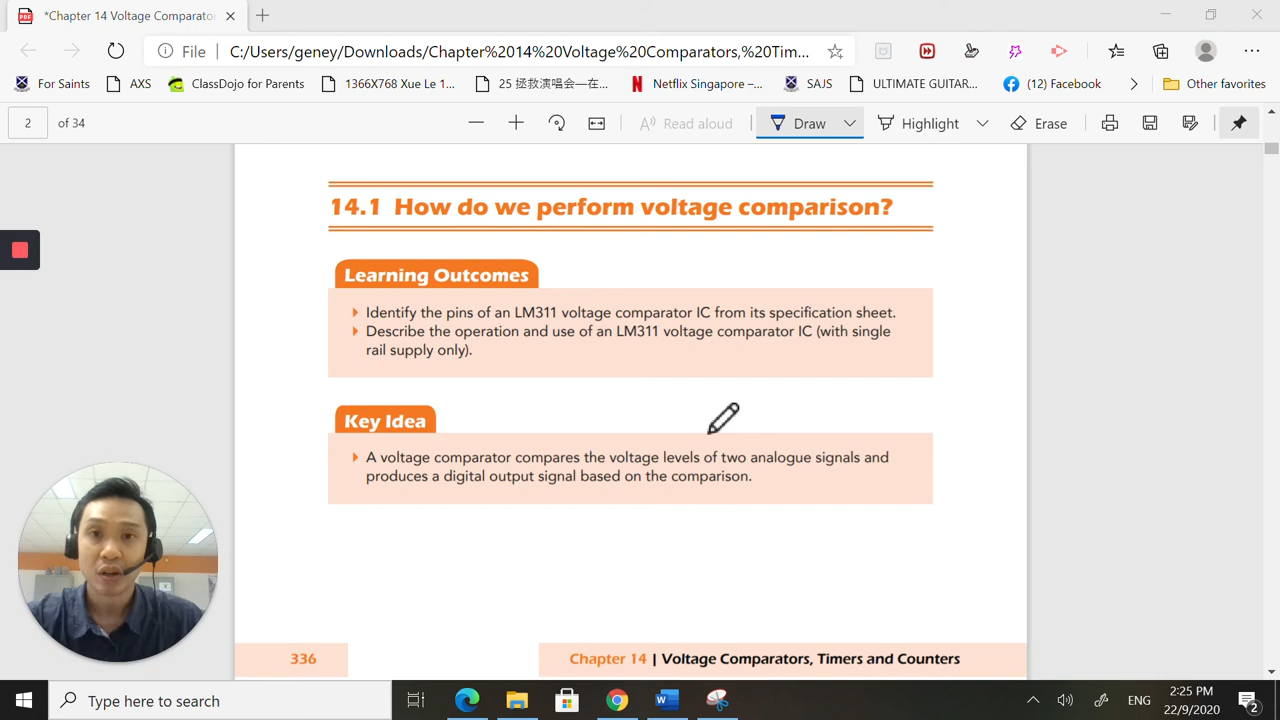 *Chapter 14 Voltage Comparator
File
C:/Users/geney/Downloads/Chapter%2014%20Voltage%20Comparators,%20Tim...
For Saints
AXS
ClassDojo for Parents
1366X768 Xue Le 1...
25 拯救演唱会—在...
Netflix Singapore –...
SAJS
ULTIMATE GUITAR...
(12) Facebook
Other favorites
2 of 34
Read aloud
Draw
Highlight
Erase
14.1 How do we perform voltage comparison?
Learning Outcomes
Identify the pins of an LM311 voltage comparator IC from its specification sheet.
Describe the operation and use of an LM311 voltage comparator IC (with single
rail supply only).
Key Idea
A voltage comparator compares the voltage levels of two analogue signals and
produces a digital output signal based on the comparison.
336
Chapter 14 | Voltage Comparators, Timers and Counters
Type here to search
ENG
2:25 PM
22/9/2020
2